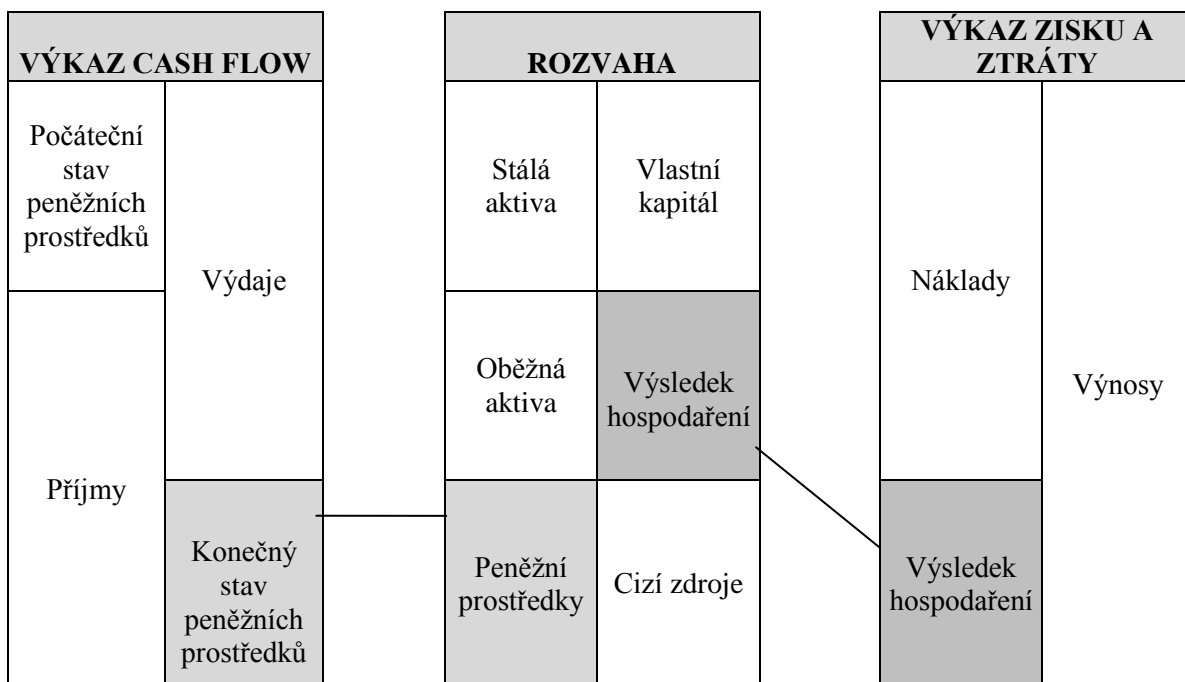 VÝKAZ CASH FLOW
Počáteční
stav
peněžních
prostředků
Výdaje
Příjmy
Konečný
stav
peněžních
prostředků
ROZVAHA
Stálá
aktiva
Vlastní
kapitál
Oběžná
aktiva
Výsledek
hospodaření
Peněžní
prostředky
Cizí zdroje
VÝKAZ ZISKU A
ZTRÁTY
Náklady
Výnosy
Výsledek
hospodaření